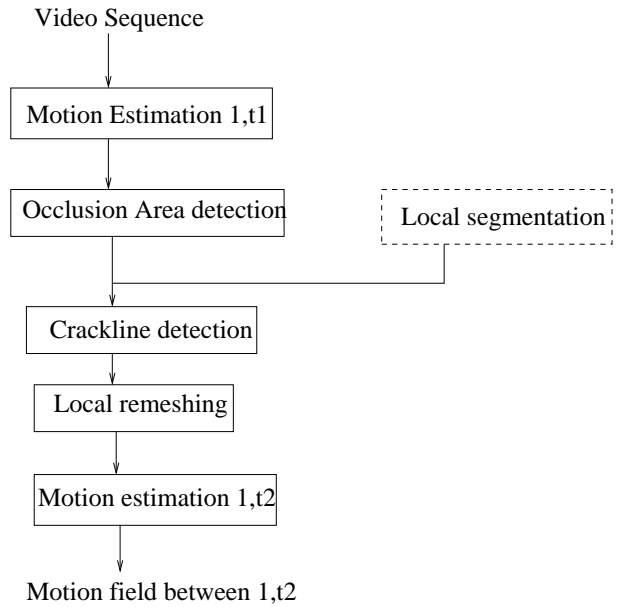 Video Sequence
Motion Estimation 1,t1
Occlusion Area detection
Local segmentation
Crackline detection
Local remeshing
Motion estimation 1,t2
Motion field between 1,t2